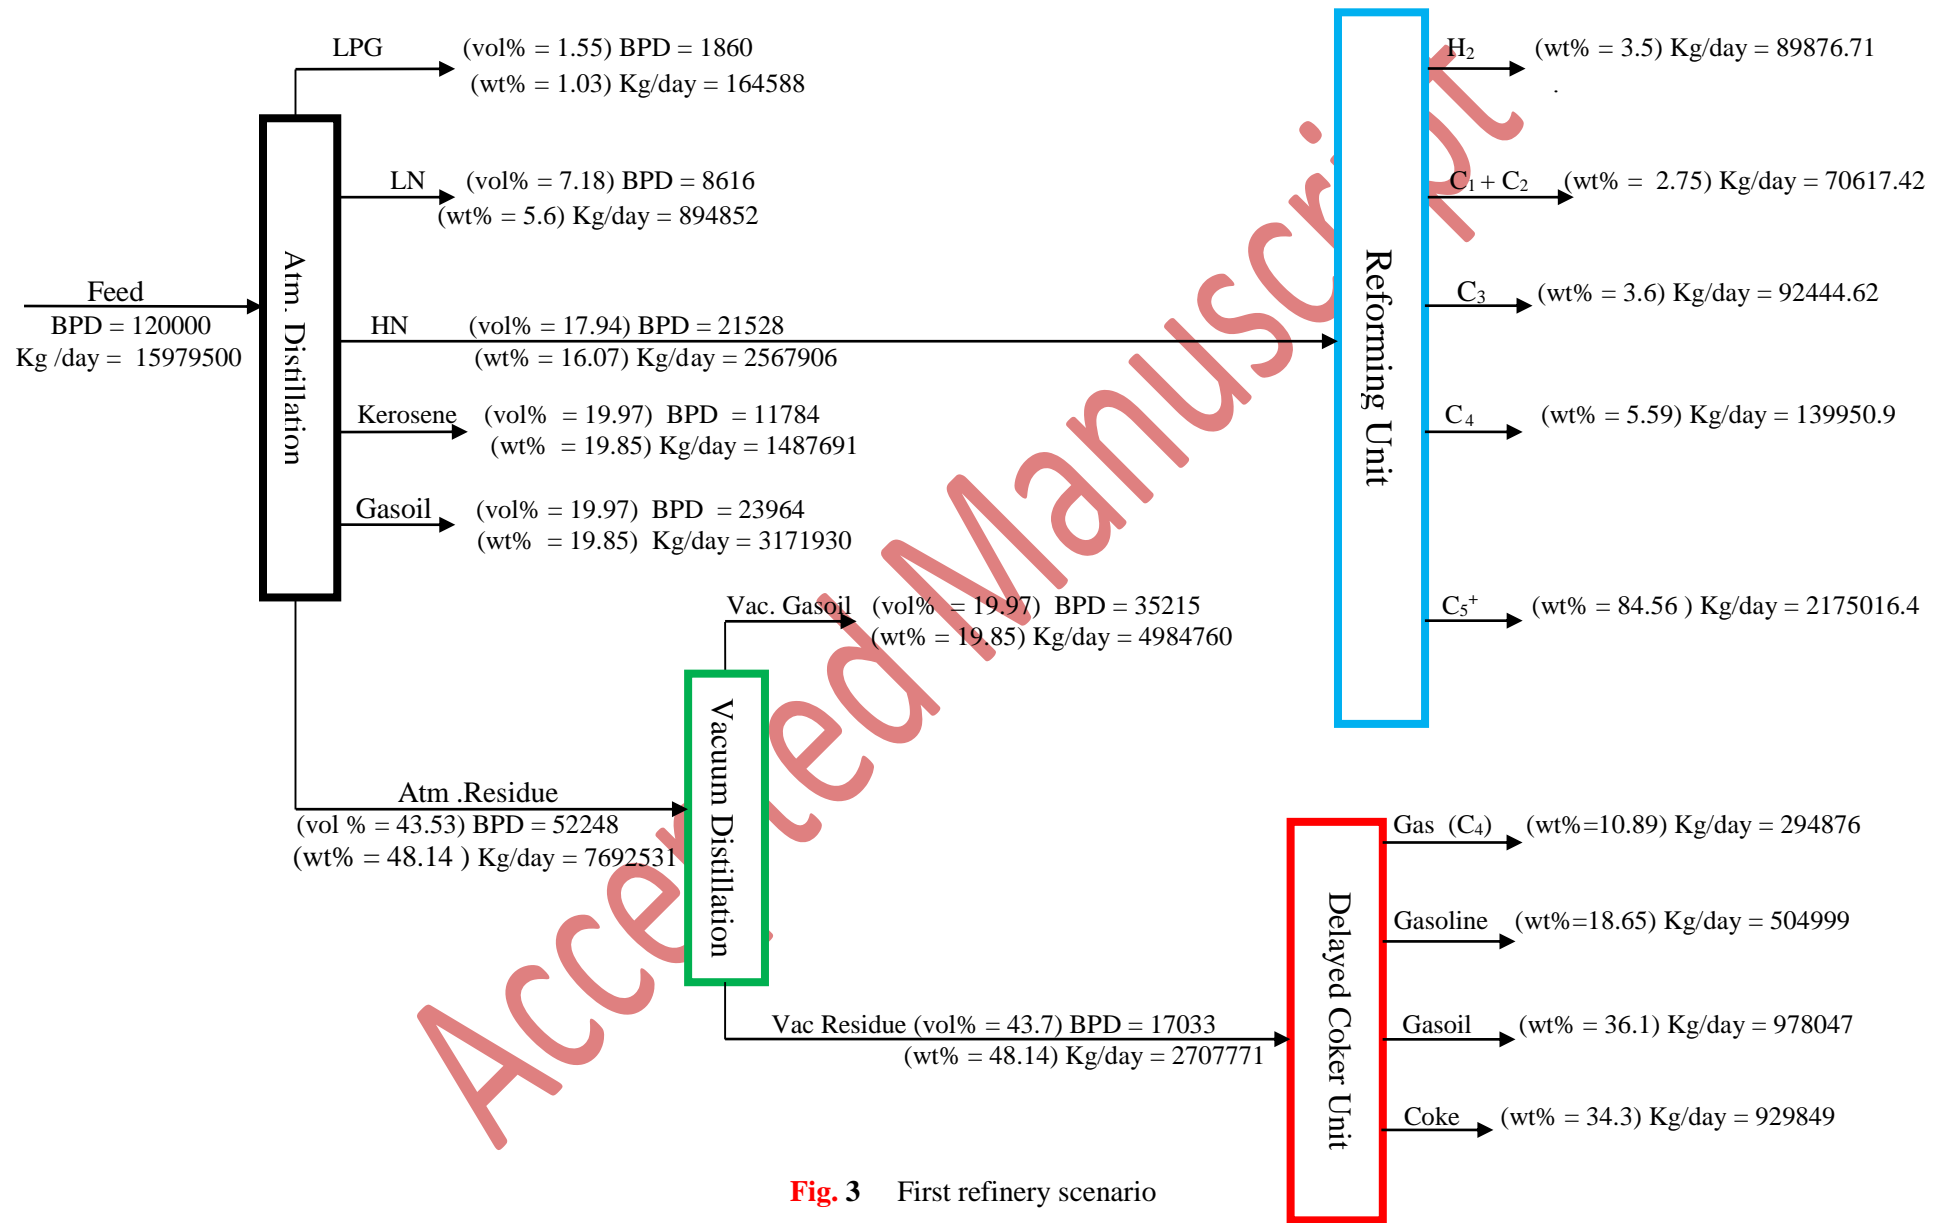 LPG
(vol% = 1.55) BPD = 1860
(wt% = 1.03) Kg/day = 164588
LN
(vol% = 7.18) BPD = 8616
(wt% = 5.6) Kg/day = 894852
Feed
BPD = 120000
Kg /day = 15979500
Atm. Distillation
HN
(vol% = 17.94) BPD = 21528
(wt% = 16.07) Kg/day = 2567906
Kerosene
(vol% = 19.97) BPD = 11784
(wt% = 19.85) Kg/day = 1487691
Gasoil
(vol% = 19.97) BPD = 23964
(wt% = 19.85) Kg/day = 3171930
Reforming Unit
H₂
(wt% = 3.5) Kg/day = 89876.71
.
C₁ + C₂
(wt% = 2.75) Kg/day = 70617.42
C₃
(wt% = 3.6) Kg/day = 92444.62
C₄
(wt% = 5.59) Kg/day = 139950.9
C₅⁺
(wt% = 84.56 ) Kg/day = 2175016.4
Vac. Gasoil
(vol% = 19.97) BPD = 35215
(wt% = 19.85) Kg/day = 4984760
Vacuum Distillation
Atm .Residue
(vol % = 43.53) BPD = 52248
(wt% = 48.14 ) Kg/day = 7692531
Vac Residue (vol% = 43.7) BPD = 17033
(wt% = 48.14) Kg/day = 2707771
Delayed Coker Unit
Gas (C₄)
(wt%=10.89) Kg/day = 294876
Gasoline
(wt%=18.65) Kg/day = 504999
Gasoil
(wt% = 36.1) Kg/day = 978047
Coke
(wt% = 34.3) Kg/day = 929849
Accepted Manuscript
Fig. 3 First refinery scenario